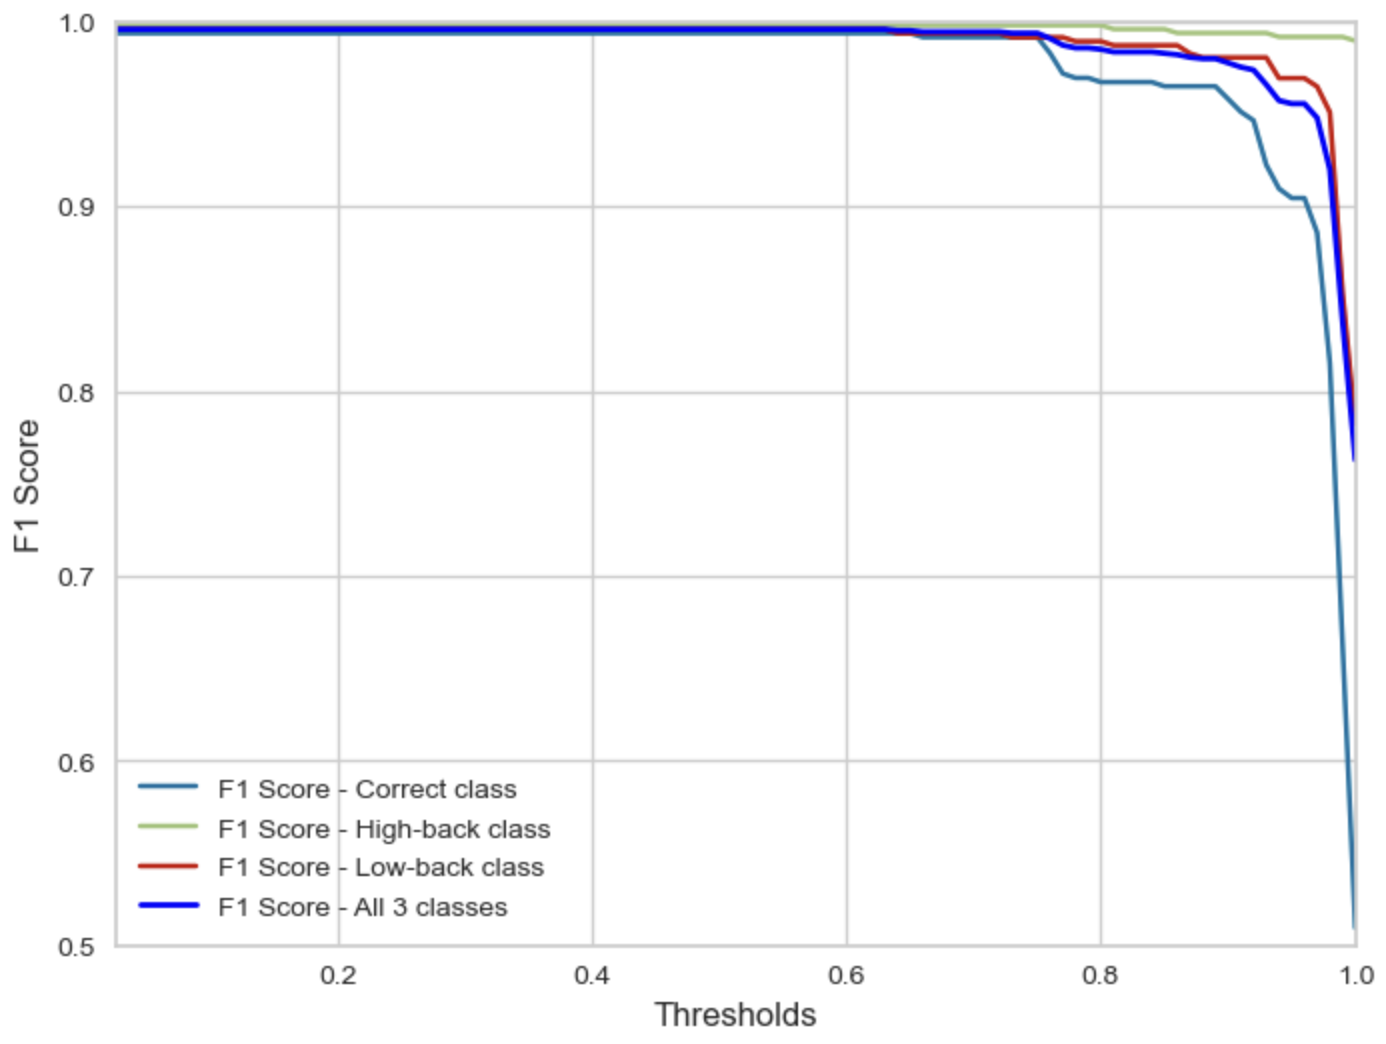 1.0
0.9
0.8
0.7
0.6
0.5
F1 Score
F1 Score - Correct class
F1 Score - High-back class
F1 Score - Low-back class
F1 Score - All 3 classes
0.2 0.4 0.6 0.8 1.0
Thresholds